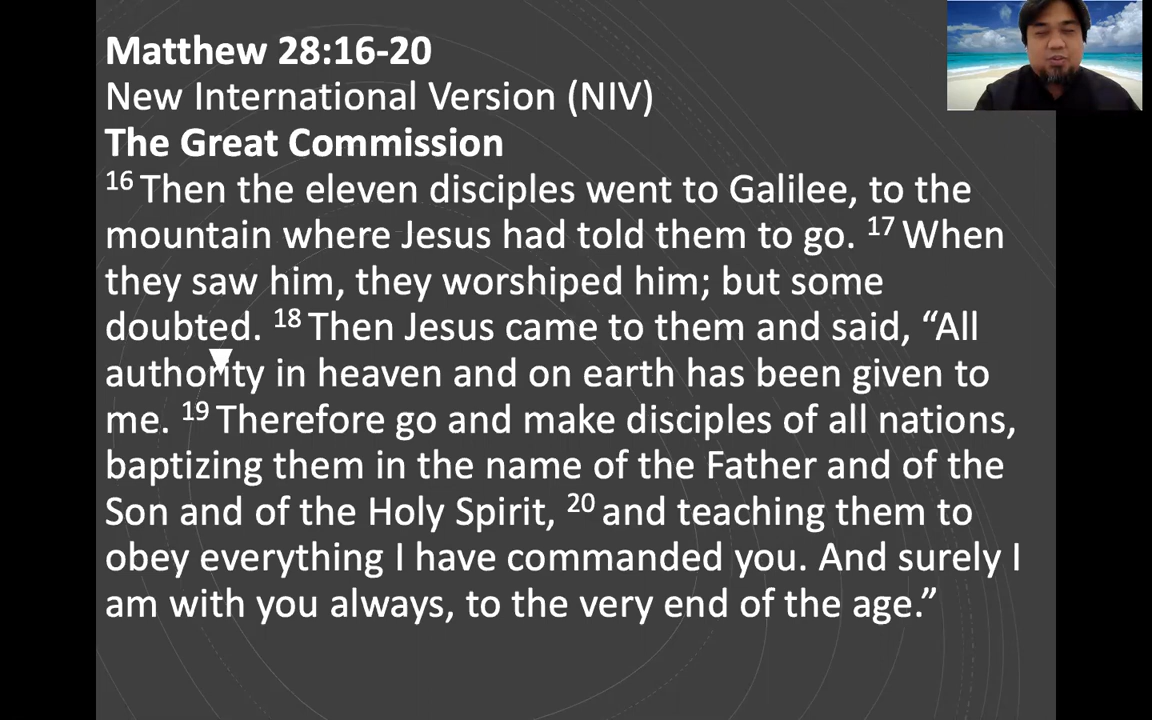 Matthew 28:16-20
New International Version (NIV)
The Great Commission
16 Then the eleven disciples went to Galilee, to the
mountain where Jesus had told them to go. 17 When
they saw him, they worshiped him; but some
doubted. 18 Then Jesus came to them and said, “All
authority in heaven and on earth has been given to
me. 19 Therefore go and make disciples of all nations,
baptizing them in the name of the Father and of the
Son and of the Holy Spirit, 20 and teaching them to
obey everything I have commanded you. And surely I
am with you always, to the very end of the age.”